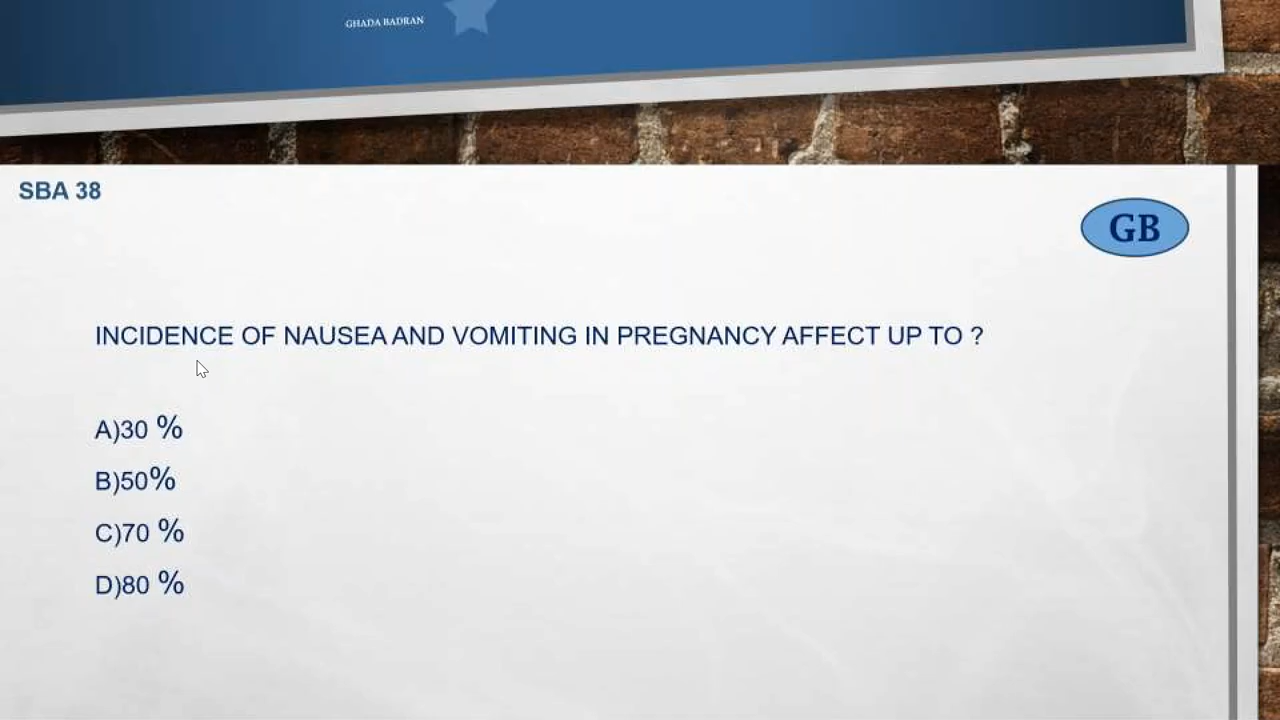 GHADA BADRAN
SBA 38
GB
INCIDENCE OF NAUSEA AND VOMITING IN PREGNANCY AFFECT UP TO ?
A)30 %
B)50%
C)70 %
D)80 %